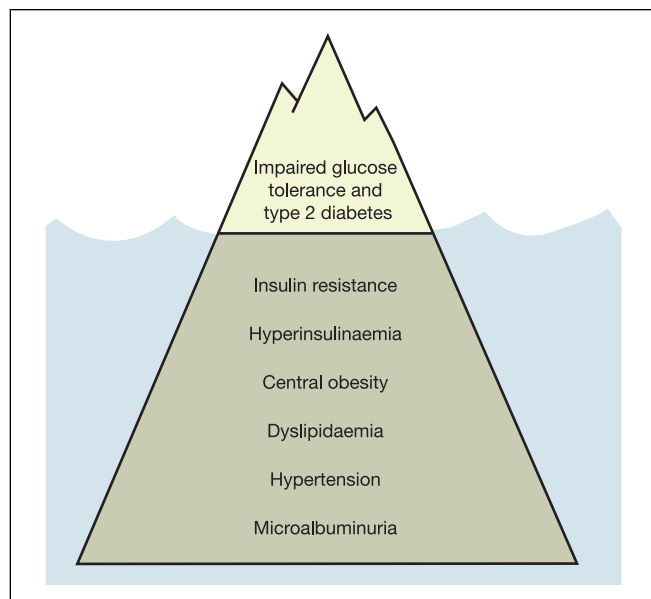 Impaired glucose
tolerance and
type 2 diabetes
Insulin resistance
Hyperinsulinaemia
Central obesity
Dyslipidaemia
Hypertension
Microalbuminuria